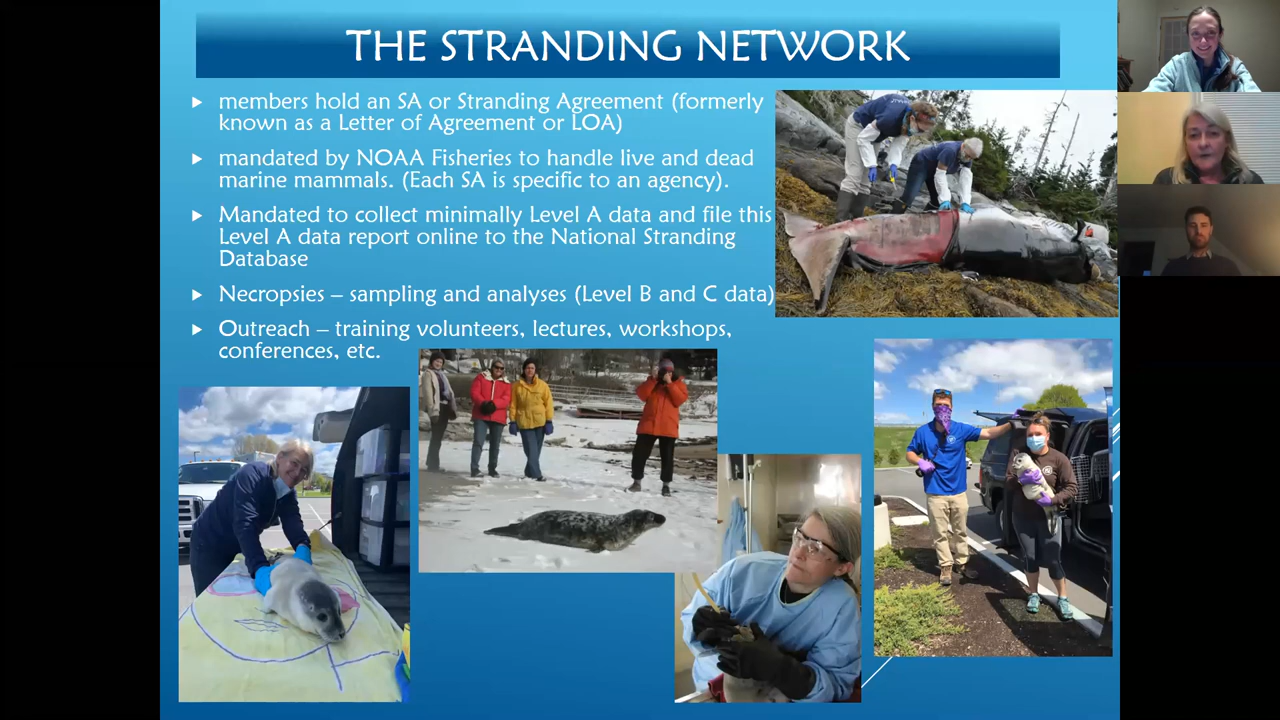 THE STRANDING NETWORK
members hold an SA or Stranding Agreement (formerly
known as a Letter of Agreement or LOA)
mandated by NOAA Fisheries to handle live and dead
marine mammals. (Each SA is specific to an agency).
Mandated to collect minimally Level A data and file this
Level A data report online to the National Stranding
Database
Necropsies – sampling and analyses (Level B and C data)
Outreach – training volunteers, lectures, workshops,
conferences, etc.